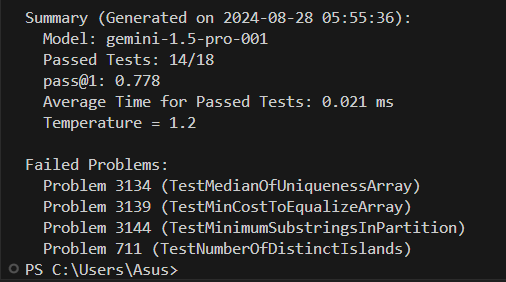 Summary (Generated on 2024-08-28 05:55:36):
Model: gemini-1.5-pro-001
Passed Tests: 14/18
pass@1: 0.778
Average Time for Passed Tests: 0.021 ms
Temperature = 1.2
Failed Problems:
Problem 3134 (TestMedianOfUniquenessArray)
Problem 3139 (TestMinCostToEqualizeArray)
Problem 3144 (TestMinimumSubstringsInPartition)
Problem 711 (TestNumberOfDistinctIslands)
PS C:\Users\Asus>